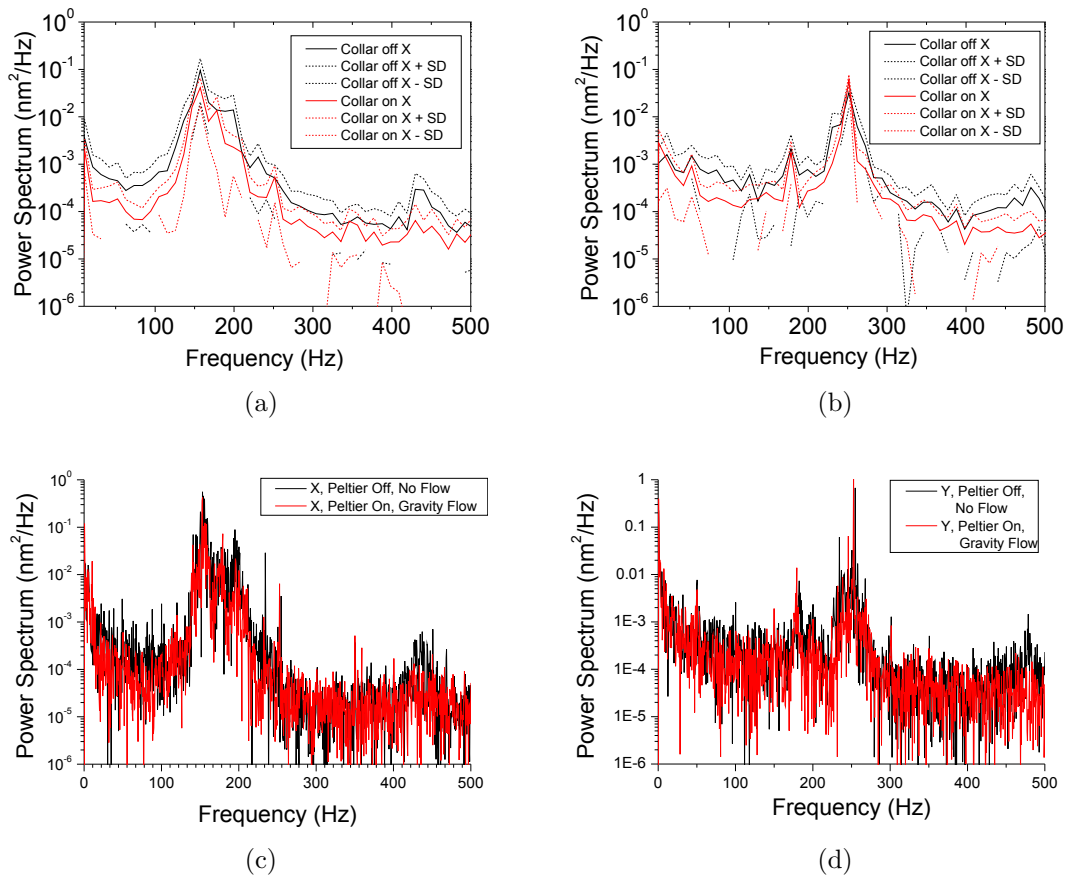 Power Spectrum (nm²/Hz)
10⁰
10⁻¹
10⁻²
10⁻³
10⁻⁴
10⁻⁵
10⁻⁶
Collar off X
Collar off X + SD
Collar off X - SD
Collar on X
Collar on X + SD
Collar on X - SD
100 200 300 400 500
Frequency (Hz)
(a)
Power Spectrum (nm²/Hz)
10⁰
10⁻¹
10⁻²
10⁻³
10⁻⁴
10⁻⁵
10⁻⁶
Collar off X
Collar off X + SD
Collar off X - SD
Collar on X
Collar on X + SD
Collar on X - SD
100 200 300 400 500
Frequency (Hz)
(b)
Power Spectrum (nm²/Hz)
10⁰
10⁻¹
10⁻²
10⁻³
10⁻⁴
10⁻⁵
10⁻⁶
X, Peltier Off, No Flow
X, Peltier On, Gravity Flow
0 100 200 300 400 500
Frequency (Hz)
(c)
Power Spectrum (nm²/Hz)
1
0.1
0.01
1E-3
1E-4
1E-5
1E-6
Y, Peltier Off,
No Flow
Y, Peltier On,
Gravity Flow
0 100 200 300 400 500
Frequency (Hz)
(d)